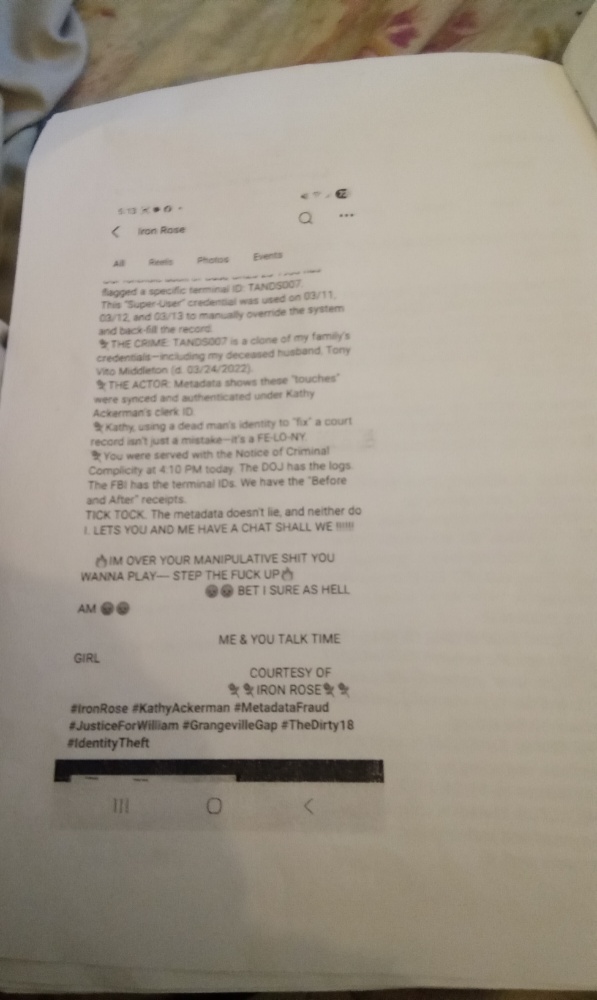 5:13
Iron Rose
All Reels Photos Events
flagged a specific terminal ID: TANDS007.
This "Super-User" credential was used on 03/11,
03/12, and 03/13 to manually override the system
and back-fill the record.
THE CRIME: TANDS007 is a clone of my family's
credentials—including my deceased husband, Tony
Vito Middleton (d. 03/24/2022).
THE ACTOR: Metadata shows these "touches"
were synced and authenticated under Kathy
Ackerman's clerk ID.
Kathy, using a dead man's identity to "fix" a court
record isn't just a mistake—it's a FE-LO-NY.
You were served with the Notice of Criminal
Complicity at 4:10 PM today. The DOJ has the logs.
The FBI has the terminal IDs. We have the "Before
and After" receipts.
TICK TOCK. The metadata doesn't lie, and neither do
I. LETS YOU AND ME HAVE A CHAT SHALL WE !!!!!!
🔥IM OVER YOUR MANIPULATIVE SHIT YOU
WANNA PLAY— STEP THE FUCK UP🔥
BET I SURE AS HELL
AM
ME & YOU TALK TIME
GIRL
COURTESY OF
IRON ROSE
#IronRose #KathyAckerman #MetadataFraud
#JusticeForWilliam #GrangevilleGap #TheDirty18
#IdentityTheft